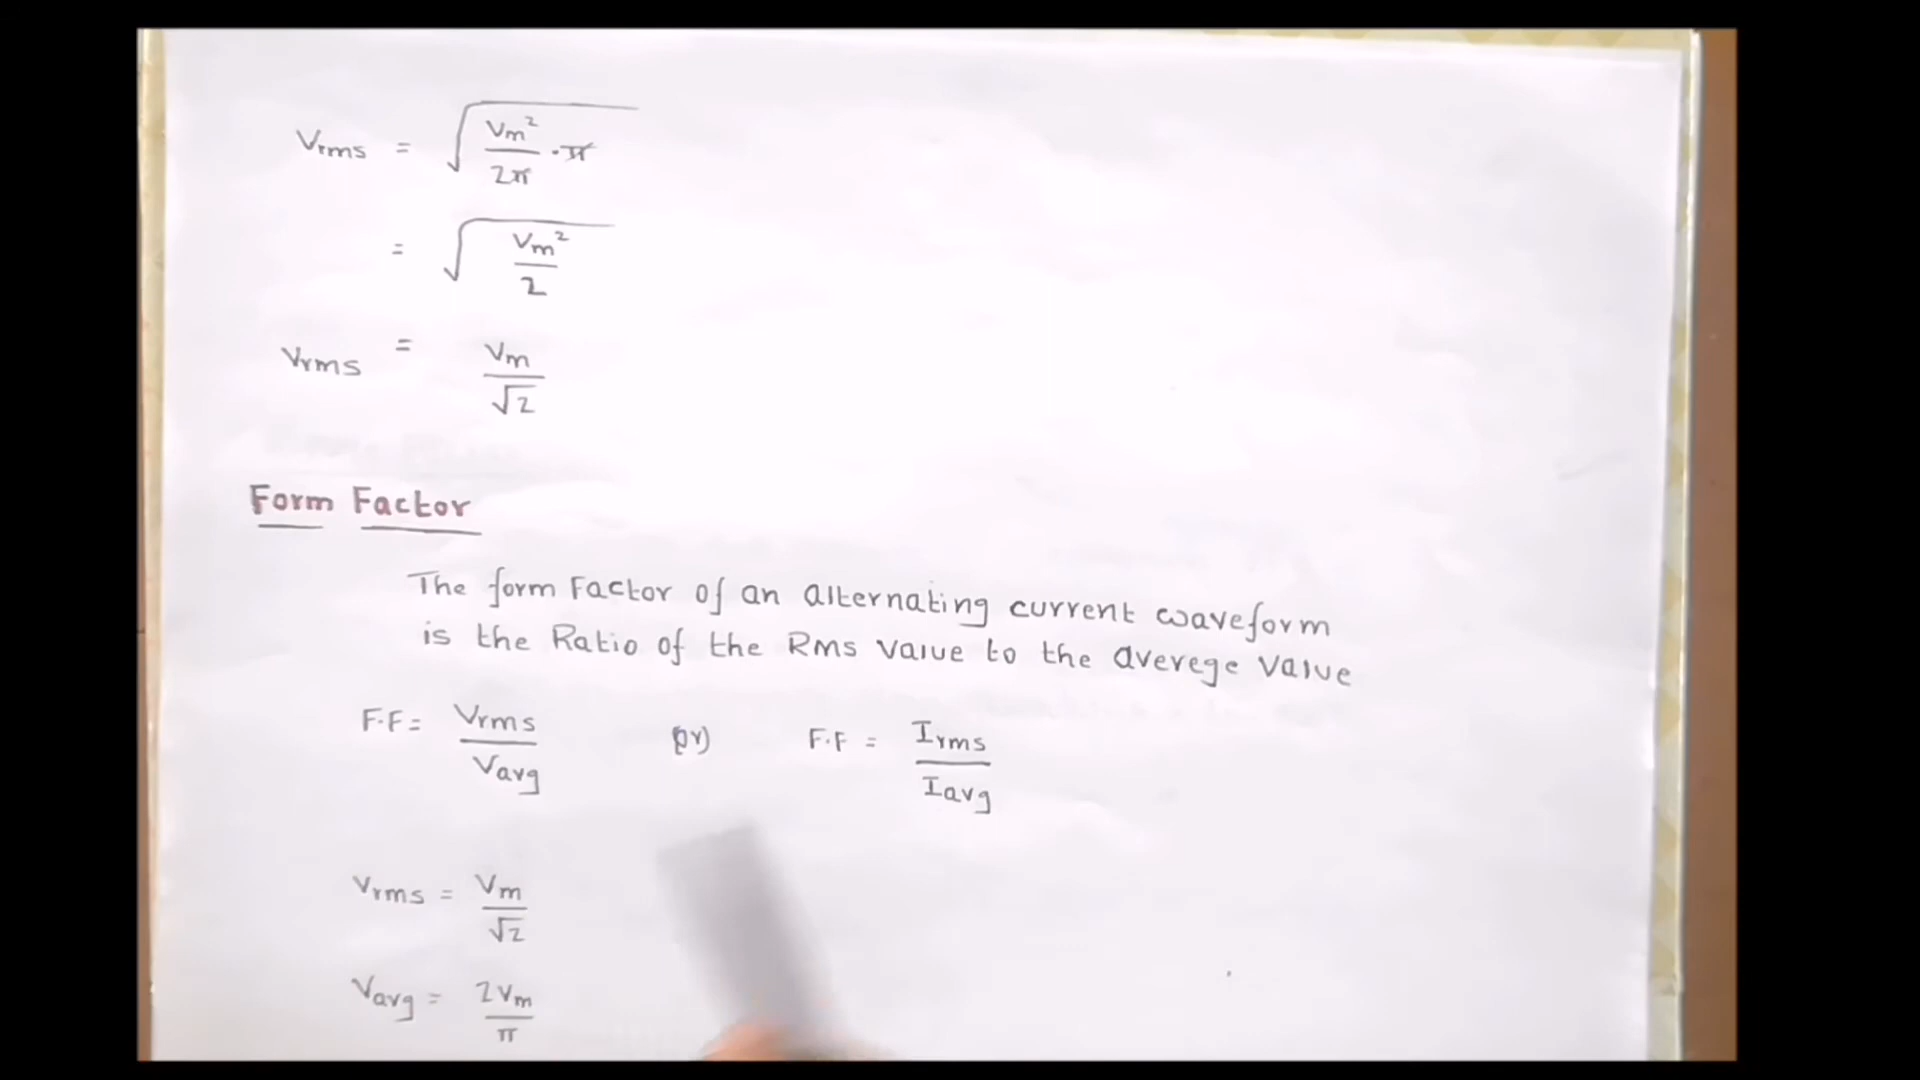 Vrms = √(Vm²/2π · π)
= √(Vm²/2)
Vrms = Vm/√2
Form Factor
The form Factor of an alternating current waveform
is the Ratio of the Rms value to the averege value
F.F = Vrms/Vavg (or) F.F = Irms/Iavg
Vrms = Vm/√2
Vavg = 2Vm/π